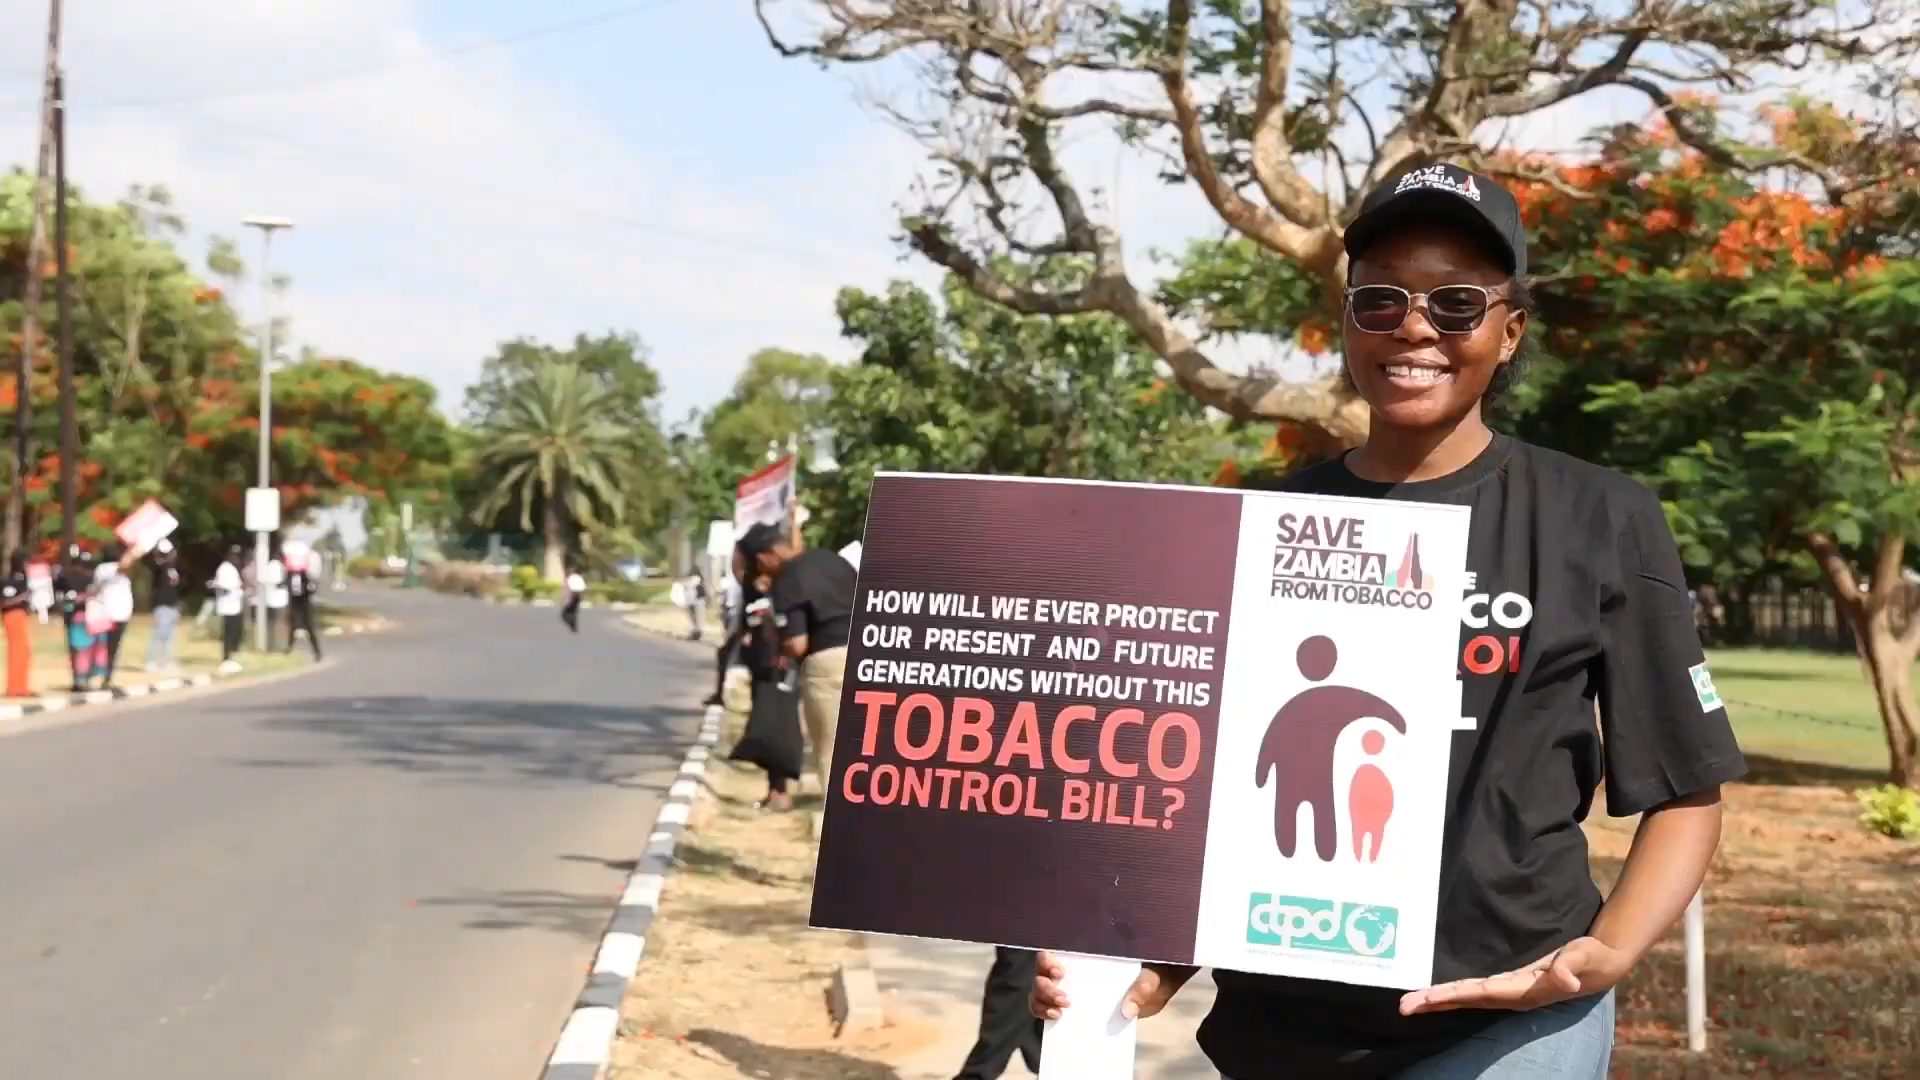 SAVE
ZAMBIA
FROM TOBACCO
HOW WILL WE EVER PROTECT
OUR PRESENT AND FUTURE
GENERATIONS WITHOUT THIS
TOBACCO
CONTROL BILL?
SAVE
ZAMBIA
FROM TOBACCO
ctpd